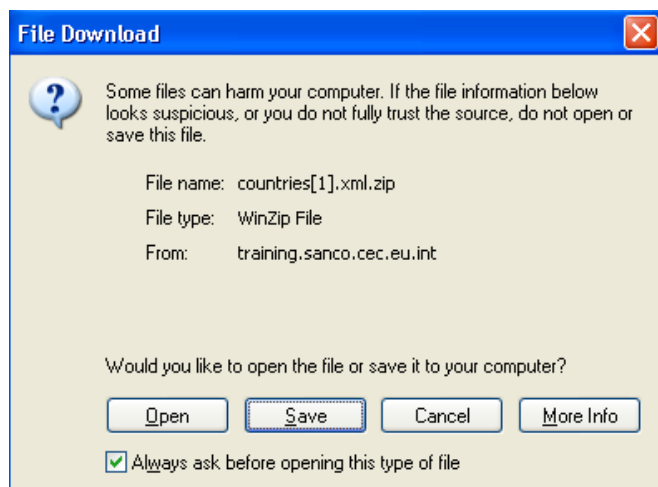 File Download
Some files can harm your computer. If the file information below
looks suspicious, or you do not fully trust the source, do not open or
save this file.
File name: countries[1].xml.zip
File type: WinZip File
From: training.sanco.cec.eu.int
Would you like to open the file or save it to your computer?
Open Save Cancel More Info
Always ask before opening this type of file